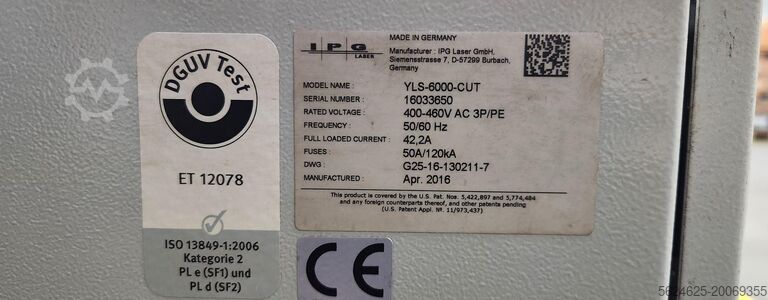 DGUV Test
ET 12078
ISO 13849-1:2006
Kategorie 2
PL e (SF1) und
PL d (SF2)
IPG
LASER
MADE IN GERMANY
Manufacturer : IPG Laser GmbH,
Siemensstrasse 7, D-57299 Burbach,
Germany
MODEL NAME : YLS-6000-CUT
SERIAL NUMBER : 16033650
RATED VOLTAGE : 400-460V AC 3P/PE
FREQUENCY : 50/60 Hz
FULL LOADED CURRENT : 42,2A
FUSES : 50A/120kA
DWG : G25-16-130211-7
MANUFACTURED : Apr. 2016
This product is covered by the U.S. Pat. Nos. 5,422,897 and 5,774,484
and any foreign counterparts thereof, and other patents pending
(U.S. Patent Appl. N° 11/973,437)
CE
5624625-20069355